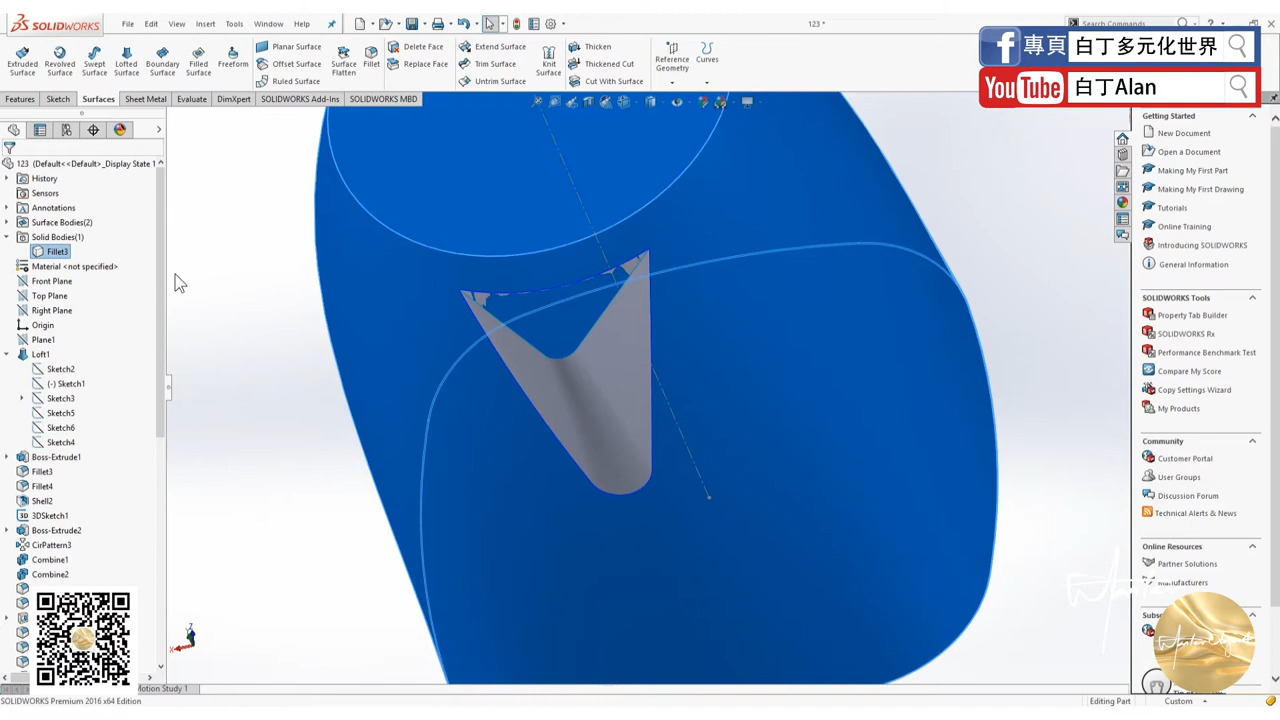 SOLIDWORKS
File Edit View Insert Tools Window Help
123 *
Search Commands
專頁 白丁多元化世界
YouTube 白丁Alan
Extruded Surface
Revolved Surface
Swept Surface
Lofted Surface
Boundary Surface
Filled Surface
Freeform
Planar Surface
Offset Surface
Ruled Surface
Surface Flatten
Fillet
Delete Face
Replace Face
Extend Surface
Trim Surface
Untrim Surface
Knit Surface
Thicken
Thickened Cut
Cut With Surface
Reference Geometry
Curves
Features Sketch Surfaces Sheet Metal Evaluate DimXpert SOLIDWORKS Add-Ins SOLIDWORKS MBD
123 (Default<<Default>_Display State 1
History
Sensors
Annotations
Surface Bodies(2)
Solid Bodies(1)
Fillet3
Material <not specified>
Front Plane
Top Plane
Right Plane
Origin
Plane1
Loft1
Sketch2
(-) Sketch1
Sketch3
Sketch5
Sketch6
Sketch4
Boss-Extrude1
Fillet3
Fillet4
Shell2
3DSketch1
Boss-Extrude2
CirPattern3
Combine1
Combine2
Z
X
Motion Study 1
SOLIDWORKS Premium 2016 x64 Edition
Getting Started
New Document
Open a Document
Making My First Part
Making My First Drawing
Tutorials
Online Training
Introducing SOLIDWORKS
General Information
SOLIDWORKS Tools
Property Tab Builder
SOLIDWORKS Rx
Performance Benchmark Test
Compare My Score
Copy Settings Wizard
My Products
Community
Customer Portal
User Groups
Discussion Forum
Technical Alerts & News
Online Resources
Partner Solutions
Manufacturers
Editing Part
Custom